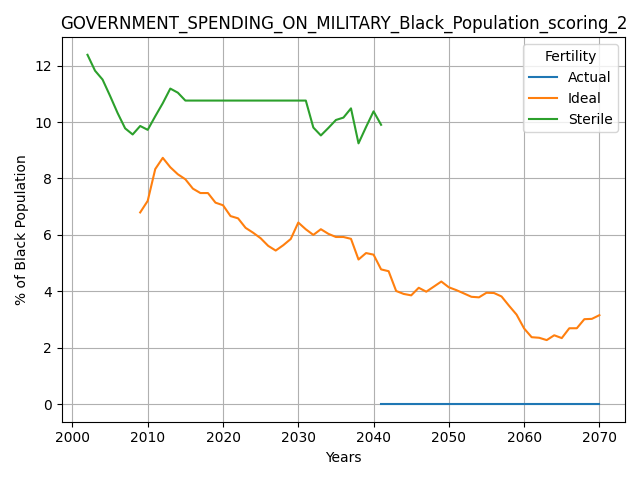 GOVERNMENT_SPENDING_ON_MILITARY_Black_Population_scoring_2
Fertility
Actual
Ideal
Sterile
% of Black Population
12
10
8
6
4
2
0
2000 2010 2020 2030 2040 2050 2060 2070
Years